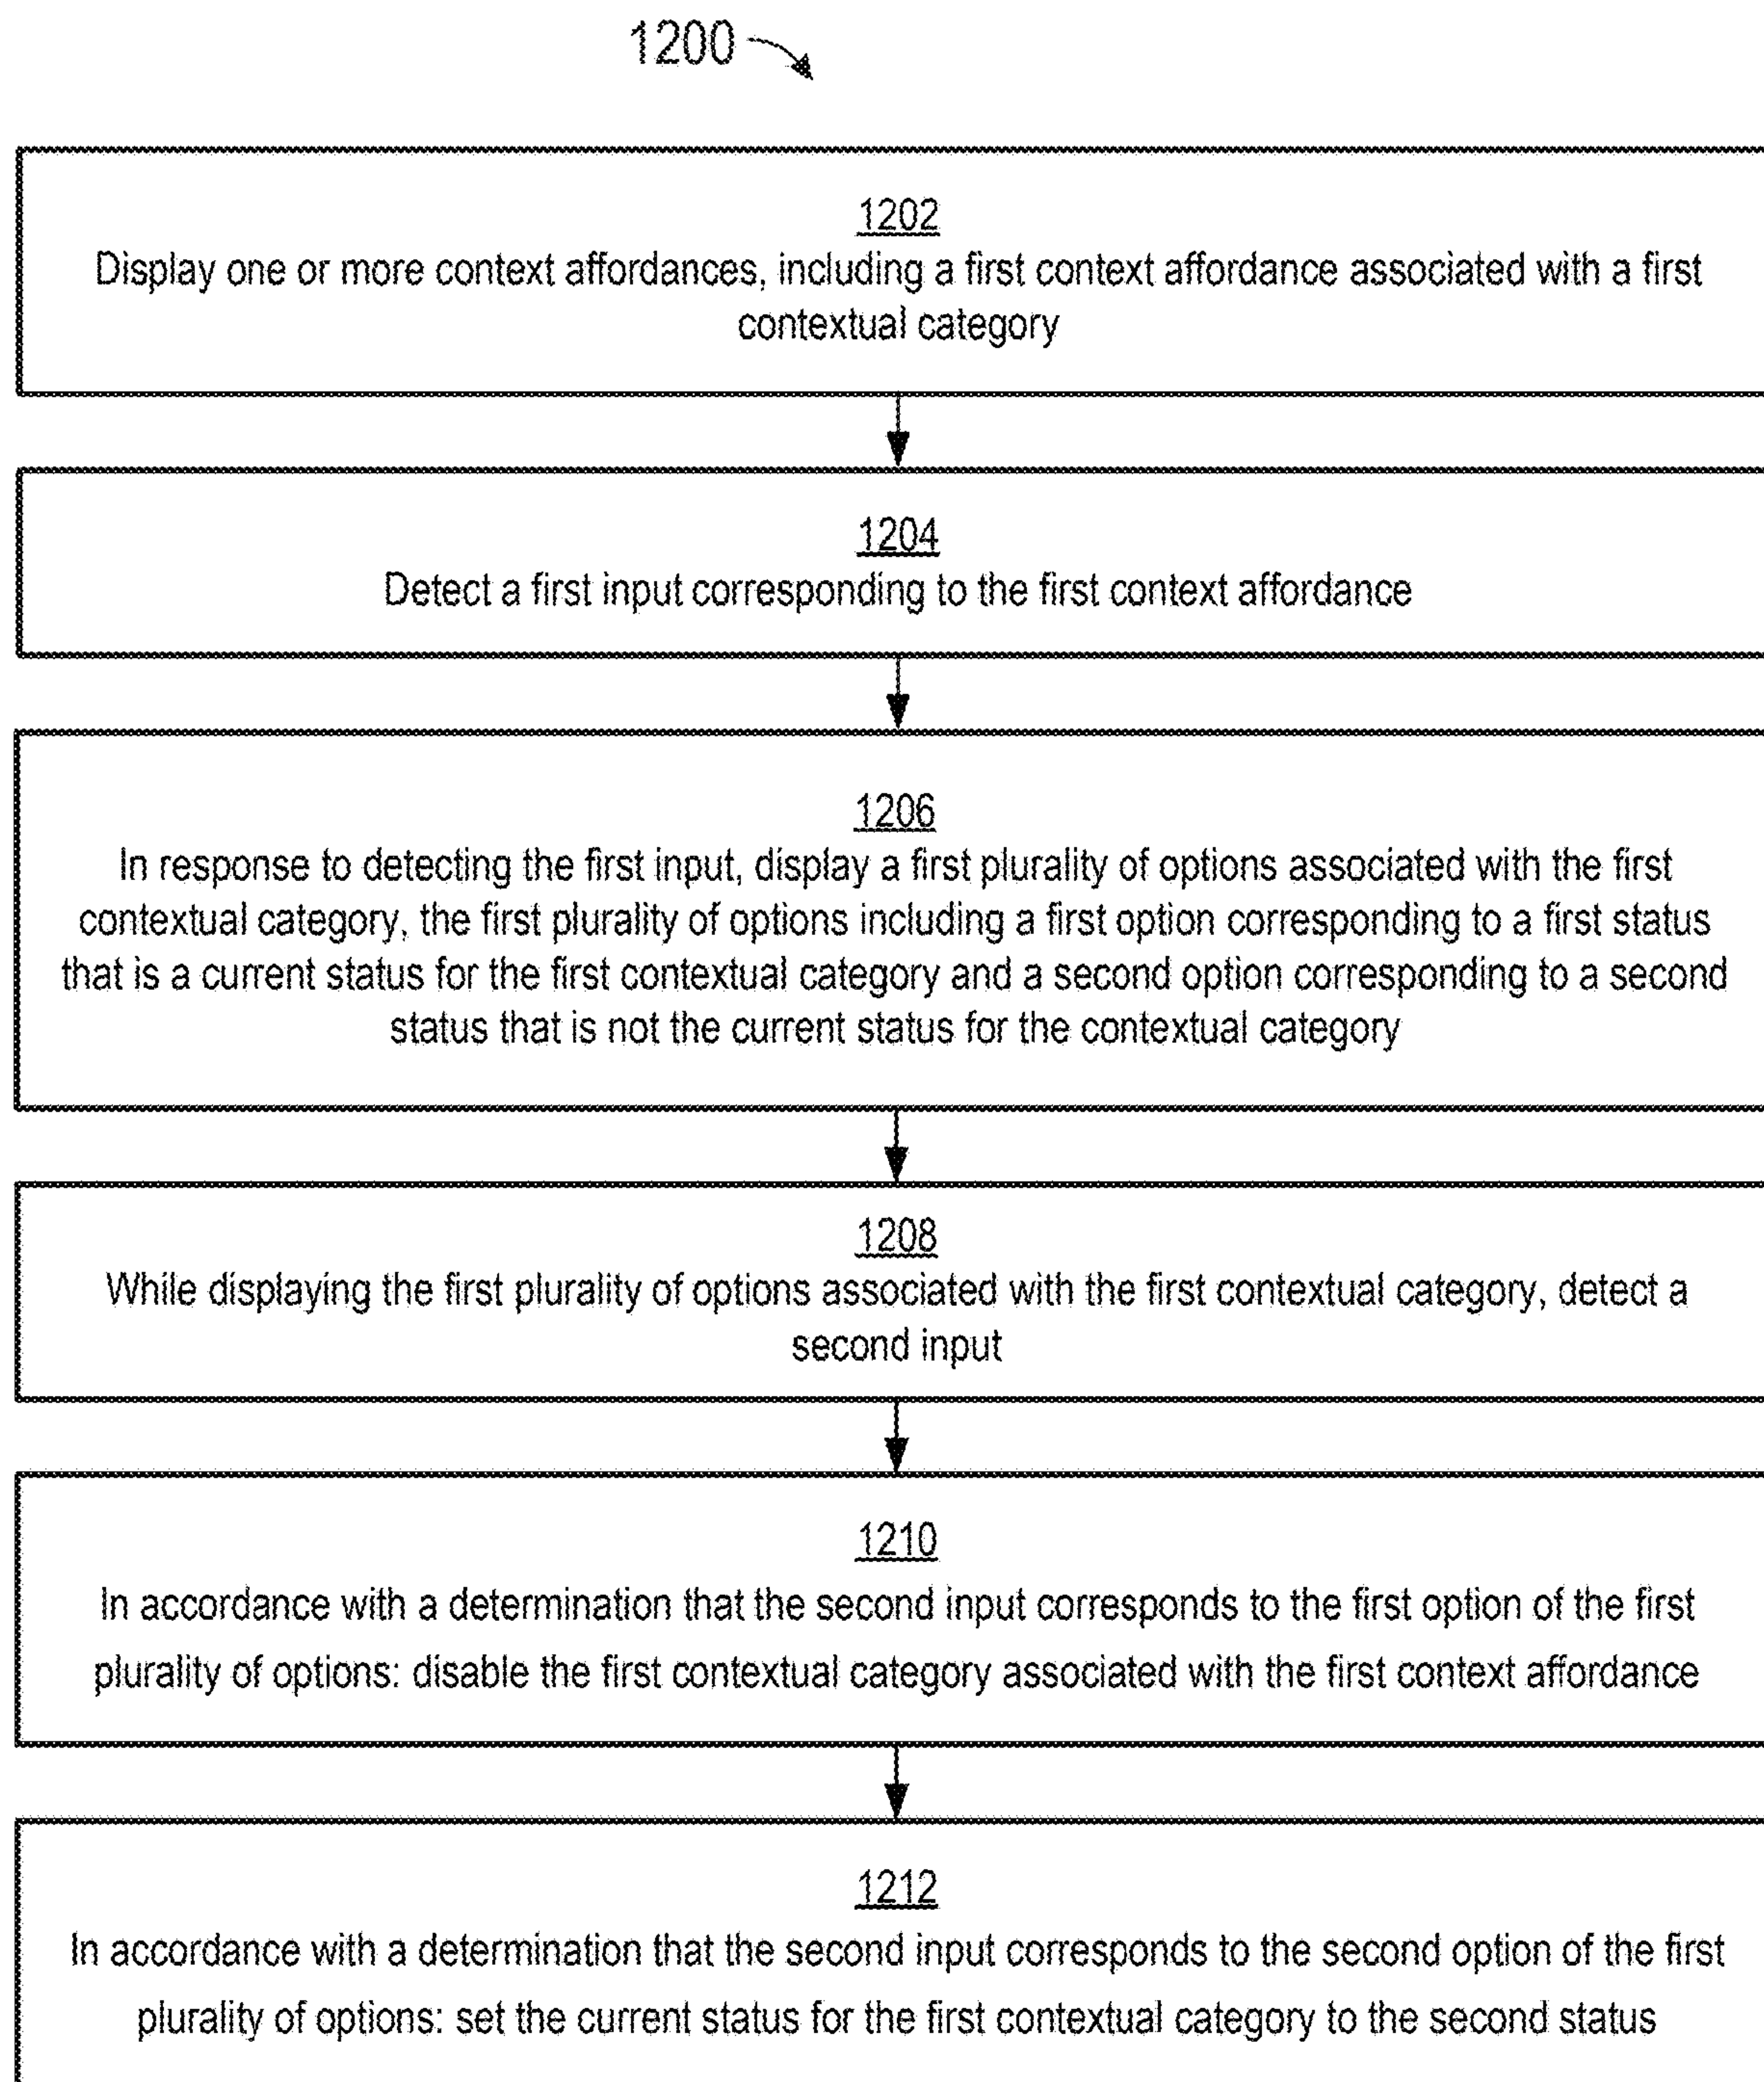 1200
1202
Display one or more context affordances, including a first context affordance associated with a first
contextual category
1204
Detect a first input corresponding to the first context affordance
1206
In response to detecting the first input, display a first plurality of options associated with the first
contextual category, the first plurality of options including a first option corresponding to a first status
that is a current status for the first contextual category and a second option corresponding to a second
status that is not the current status for the contextual category
1208
While displaying the first plurality of options associated with the first contextual category, detect a
second input
1210
In accordance with a determination that the second input corresponds to the first option of the first
plurality of options: disable the first contextual category associated with the first context affordance
1212
In accordance with a determination that the second input corresponds to the second option of the first
plurality of options: set the current status for the first contextual category to the second status